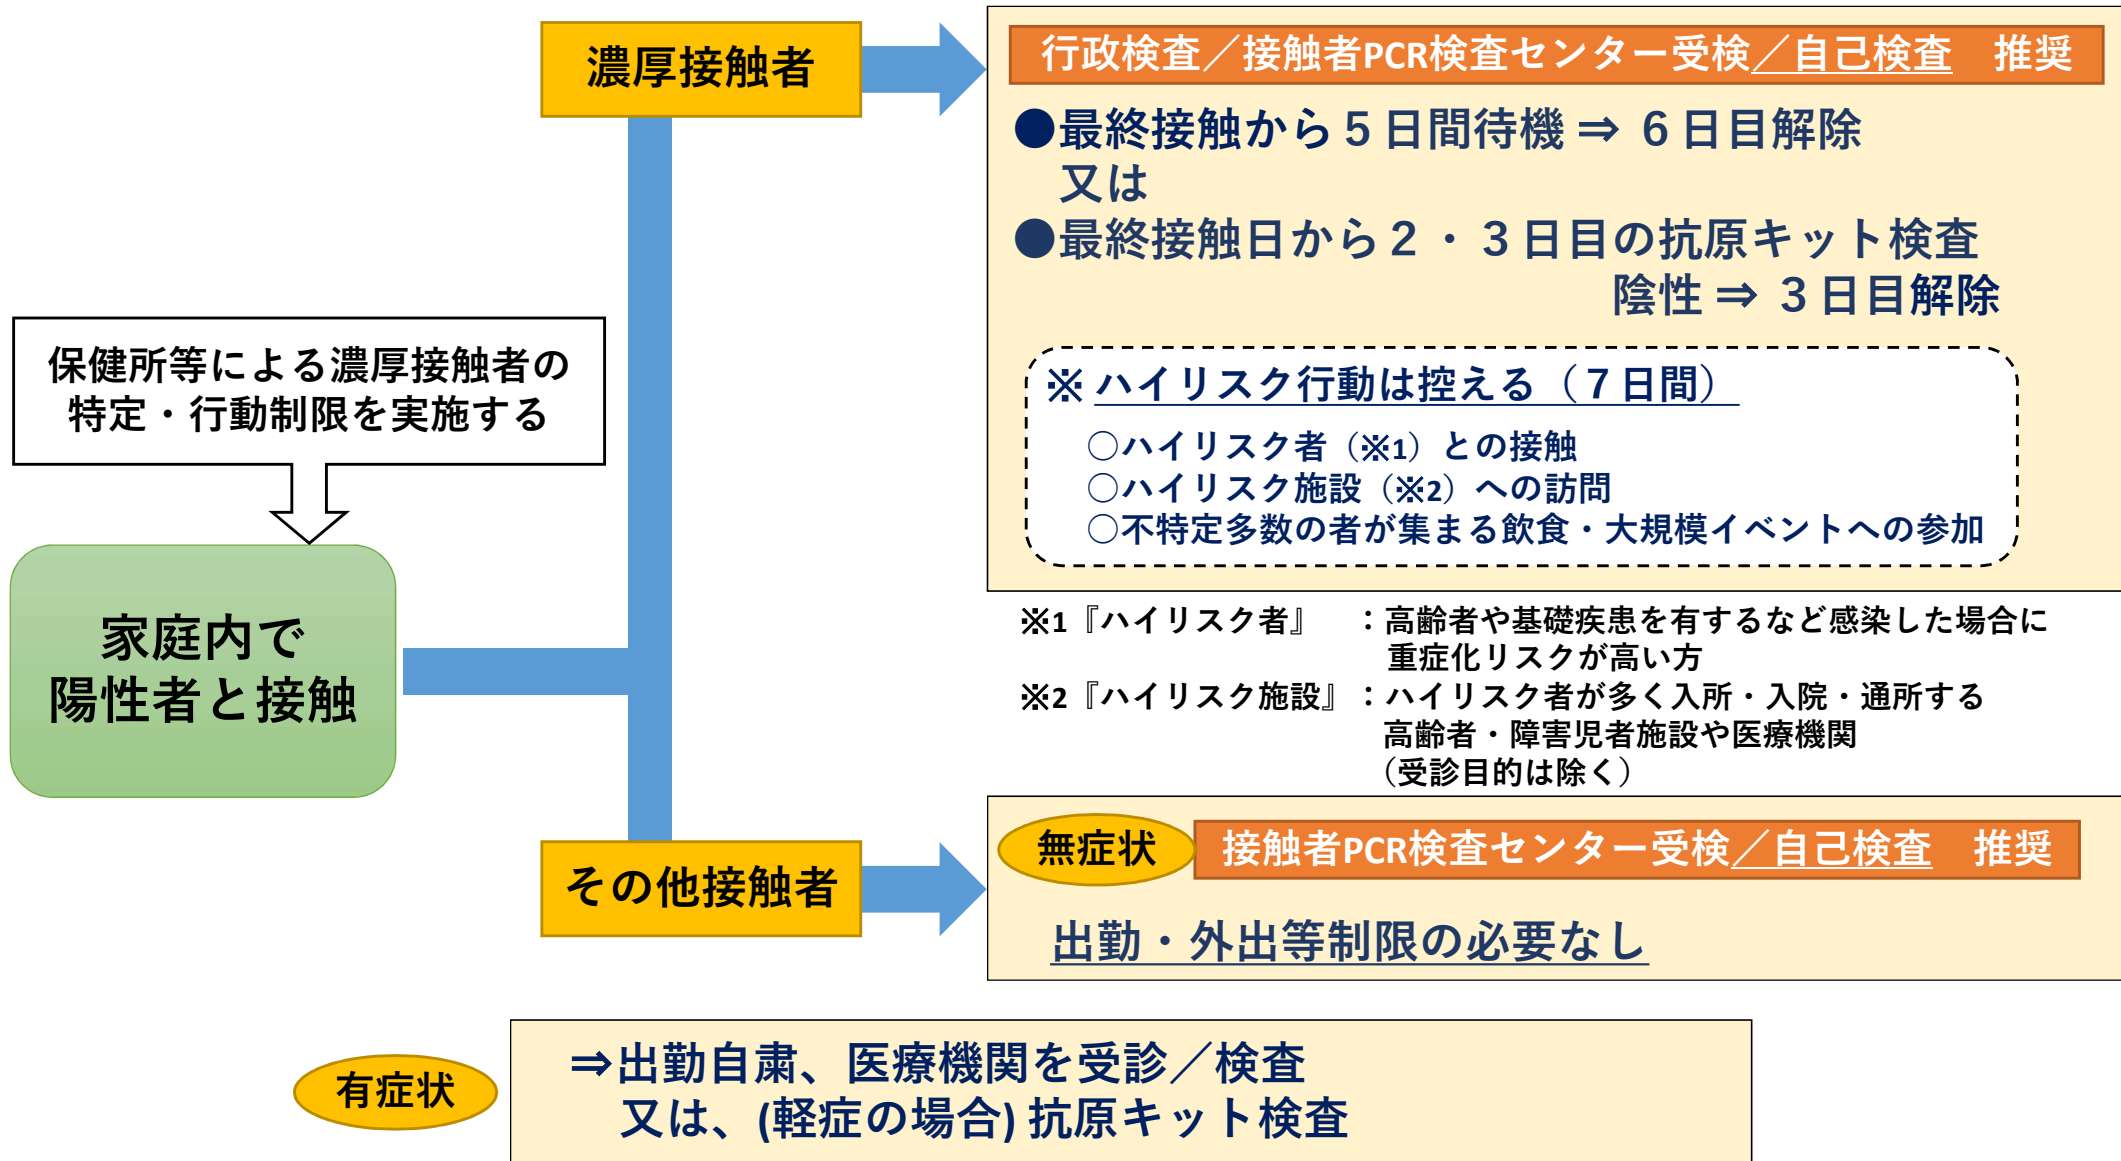 濃厚接触者
行政検査／接触者PCR検査センター受検／自己検査　推奨
●最終接触から５日間待機 ⇒ ６日目解除
又は
●最終接触日から２・３日目の抗原キット検査
陰性 ⇒ ３日目解除
※ ハイリスク行動は控える（７日間）
○ハイリスク者（※1）との接触
○ハイリスク施設（※2）への訪問
○不特定多数の者が集まる飲食・大規模イベントへの参加
保健所等による濃厚接触者の
特定・行動制限を実施する
家庭内で
陽性者と接触
※1『ハイリスク者』　：高齢者や基礎疾患を有するなど感染した場合に
重症化リスクが高い方
※2『ハイリスク施設』：ハイリスク者が多く入所・入院・通所する
高齢者・障害児者施設や医療機関
（受診目的は除く）
その他接触者
無症状
接触者PCR検査センター受検／自己検査　推奨
出勤・外出等制限の必要なし
有症状
⇒出勤自粛、医療機関を受診／検査
又は、(軽症の場合) 抗原キット検査